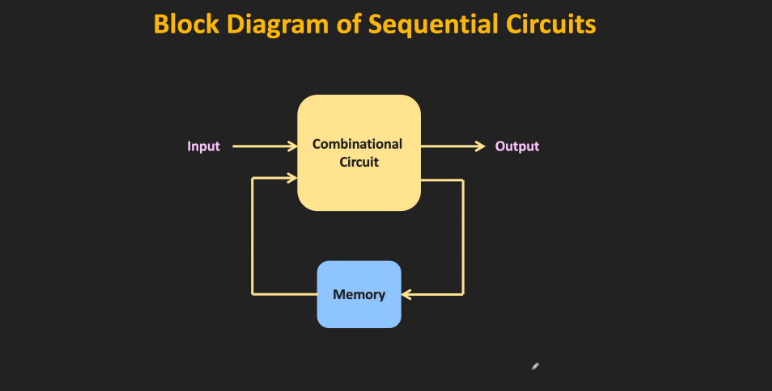 Block Diagram of Sequential Circuits
Input
Combinational
Circuit
Output
Memory